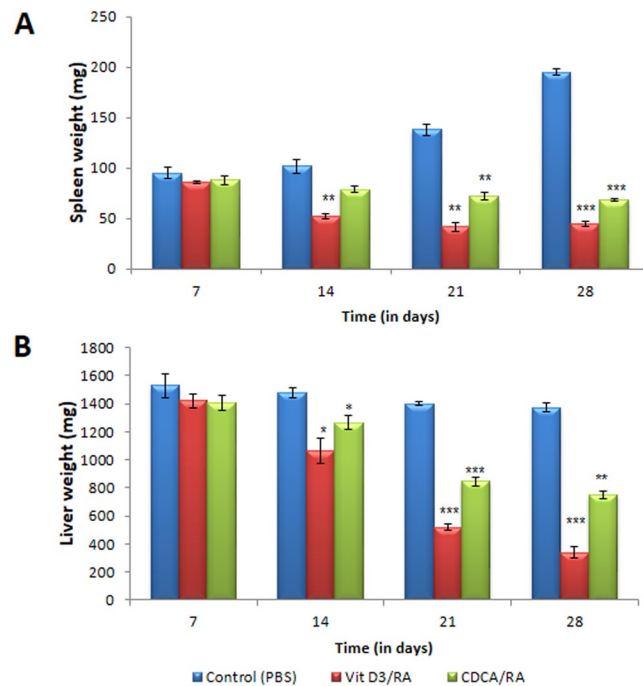 A
Spleen weight (mg)
250
200
150
100
50
0
** ** ** *** ***
7 14 21 28
Time (in days)
B
Liver weight (mg)
1800
1600
1400
1200
1000
800
600
400
200
0
* * *** *** *** **
7 14 21 28
Time (in days)
Control (PBS) Vit D3/RA CDCA/RA